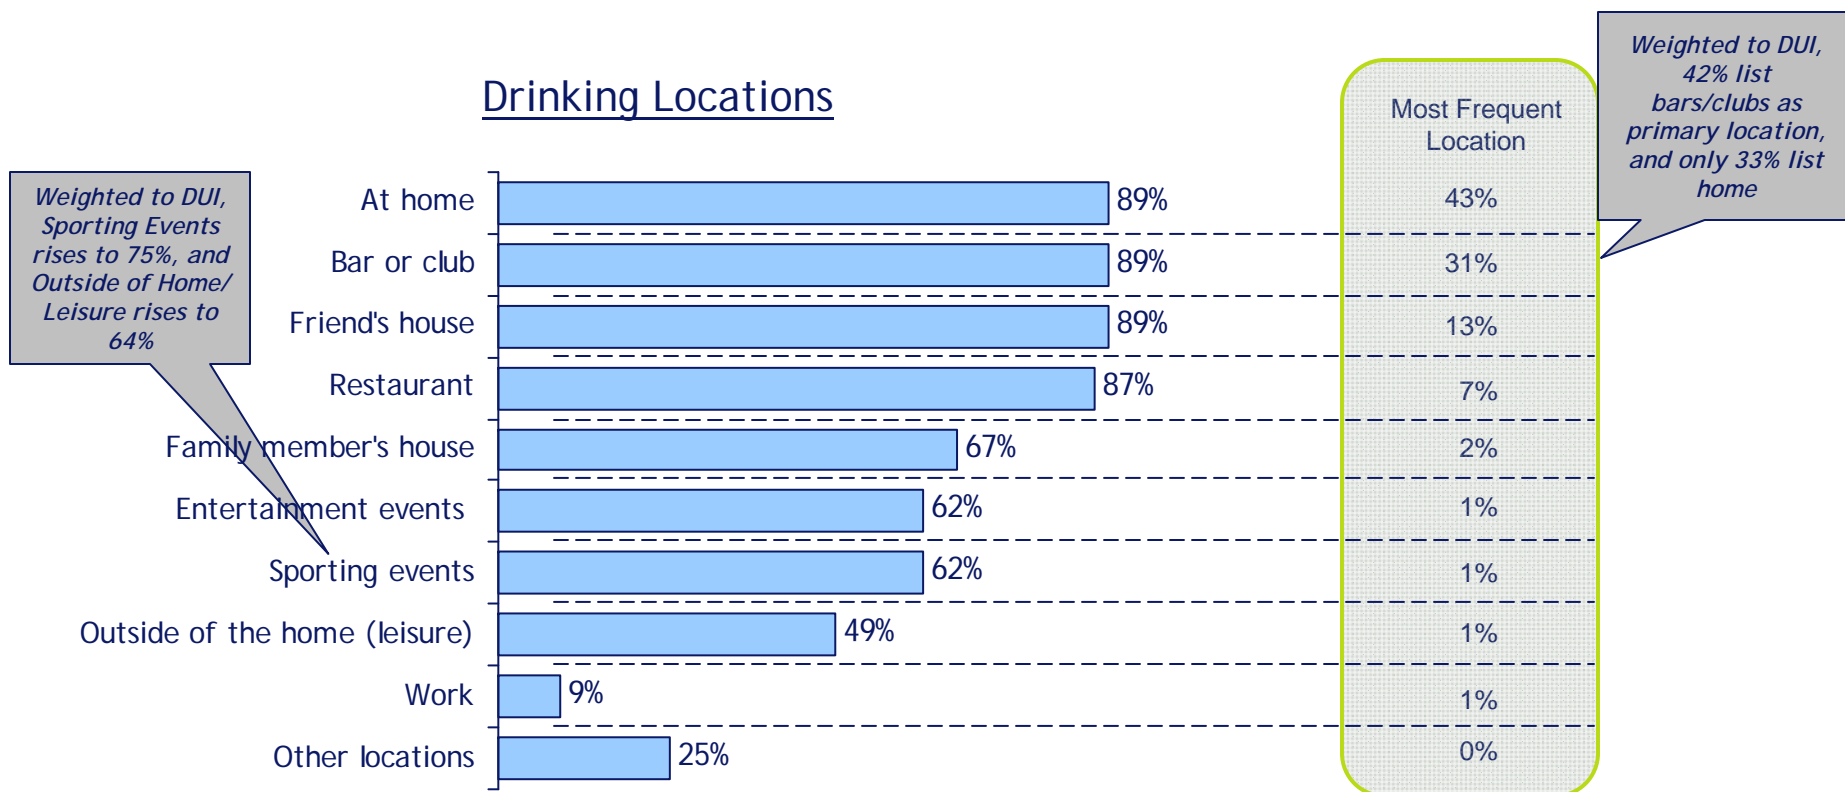 Drinking Locations
Most Frequent
Location
Weighted to DUI,
42% list
bars/clubs as
primary location,
and only 33% list
home
Weighted to DUI,
Sporting Events
rises to 75%, and
Outside of Home/
Leisure rises to
64%
At home 89% 43%
Bar or club 89% 31%
Friend's house 89% 13%
Restaurant 87% 7%
Family member's house 67% 2%
Entertainment events 62% 1%
Sporting events 62% 1%
Outside of the home (leisure) 49% 1%
Work 9% 1%
Other locations 25% 0%